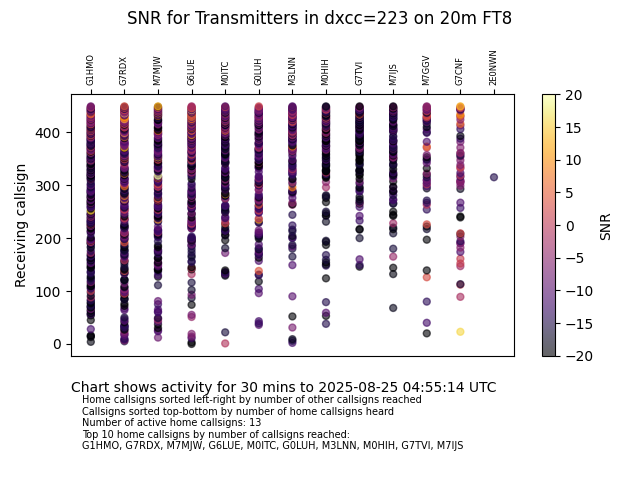 SNR for Transmitters in dxcc=223 on 20m FT8
G1HMO G7RDX M7MJW G6LUE M0ITC G0LUH M3LNN M0HIH G7TVI M7IJS M7GGV G7CNF 2E0NWN
400
300
200
100
0
Receiving callsign
20
15
10
5
0
−5
−10
−15
−20
SNR
Chart shows activity for 30 mins to 2025-08-25 04:55:14 UTC
Home callsigns sorted left-right by number of other callsigns reached
Callsigns sorted top-bottom by number of home callsigns heard
Number of active home callsigns: 13
Top 10 home callsigns by number of callsigns reached:
G1HMO, G7RDX, M7MJW, G6LUE, M0ITC, G0LUH, M3LNN, M0HIH, G7TVI, M7IJS